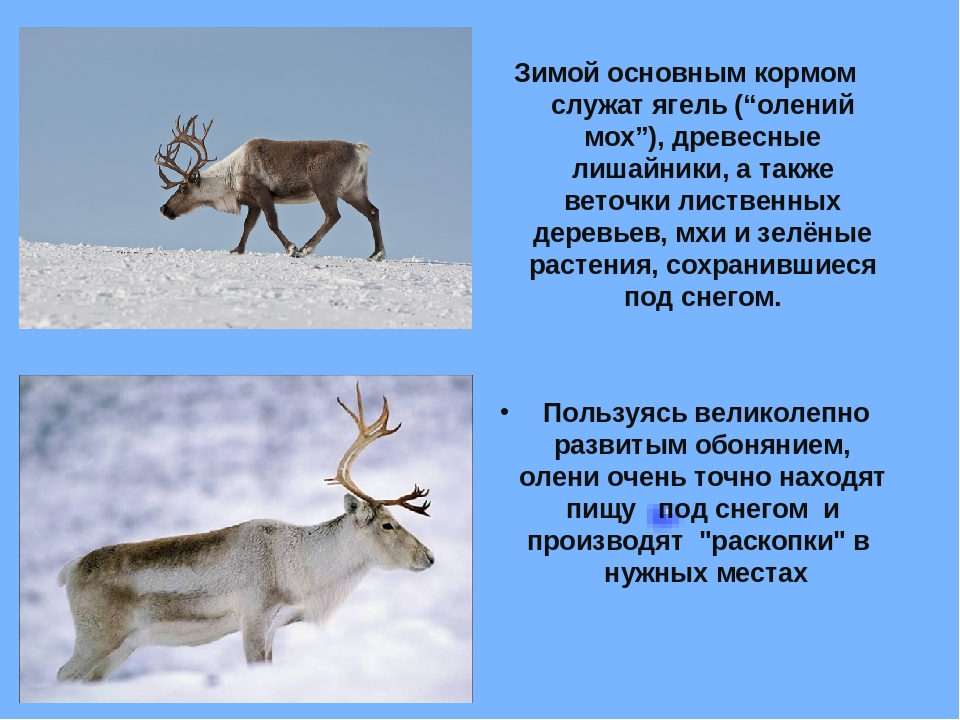 Зимой основным кормом
служат ягель (“олений
мох”), древесные
лишайники, а также
веточки лиственных
деревьев, мхи и зелёные
растения, сохранившиеся
под снегом.
• Пользуясь великолепно
развитым обонянием,
олени очень точно находят
пищу под снегом и
производят "раскопки" в
нужных местах